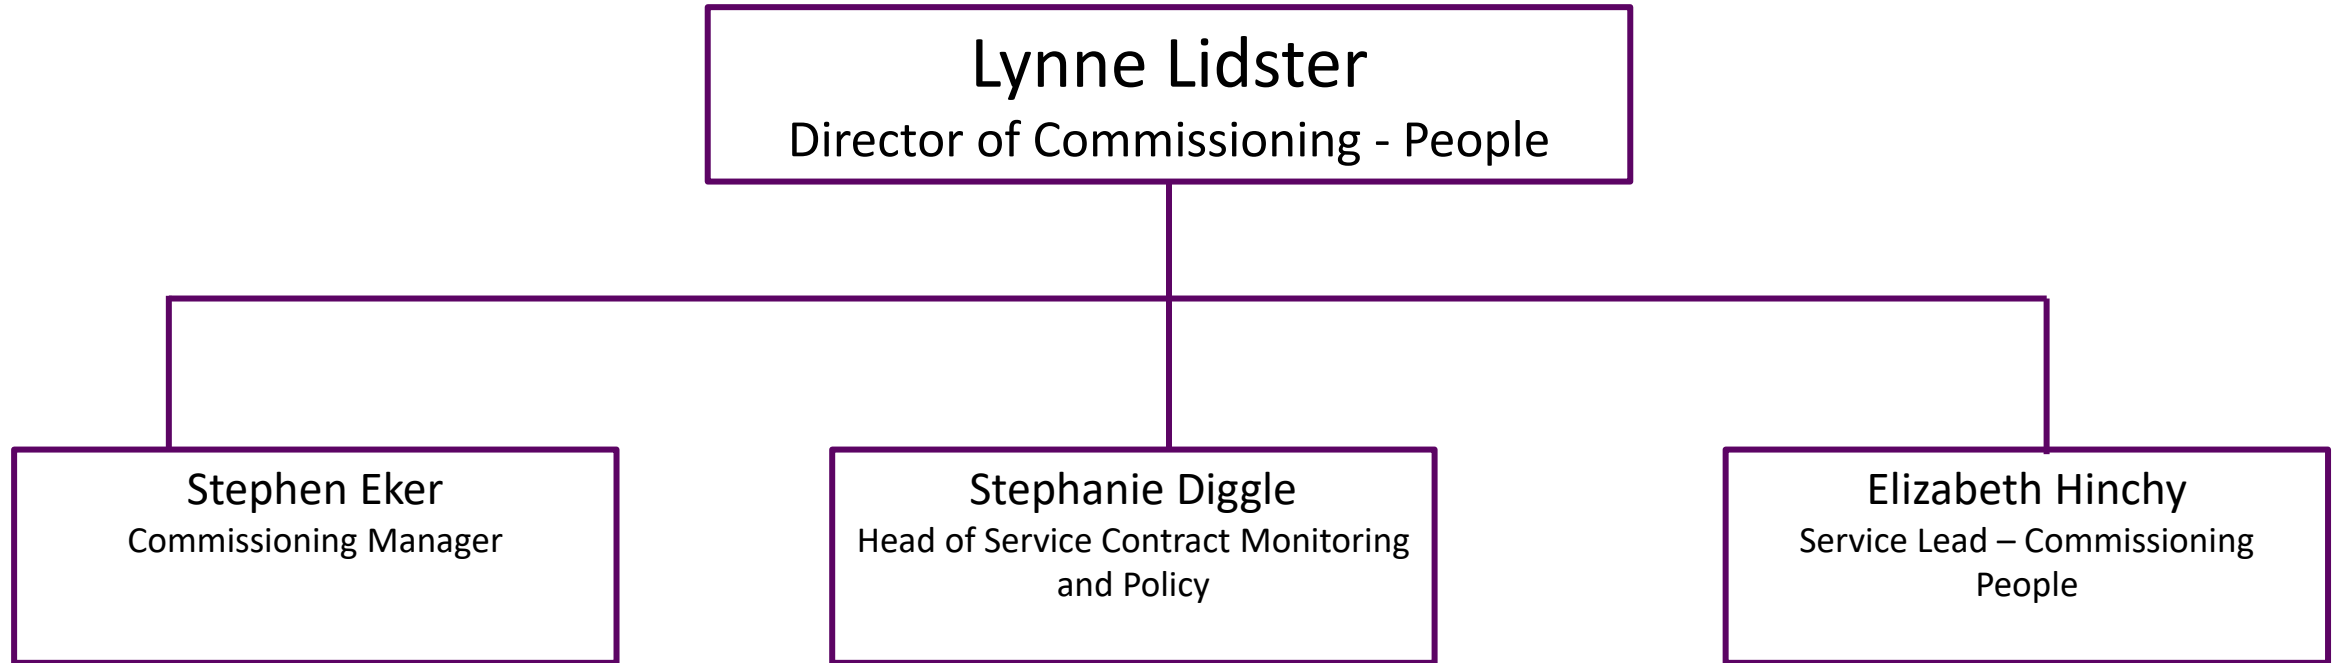 Lynne Lidster
Director of Commissioning - People
Stephen Eker
Commissioning Manager
Stephanie Diggle
Head of Service Contract Monitoring
and Policy
Elizabeth Hinchy
Service Lead – Commissioning
People